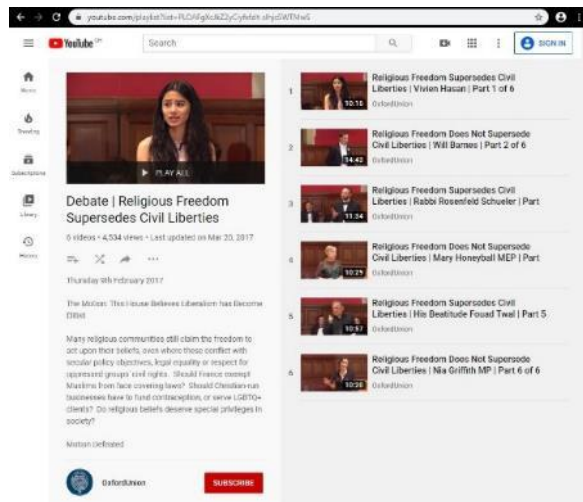 youtube.com/playlist?list=
YouTube
Search
SIGN IN
Home
Trending
Subscriptions
Library
History
PLAY ALL
Debate | Religious Freedom
Supersedes Civil Liberties
6 videos • 4,534 views • Last updated on Mar 20, 2017
Thursday 9th February 2017
The Motion: This House Believes Liberalism has Become
Elitist
Many religious communities still claim the freedom to
act upon their beliefs, even where these conflict with
secular policy objectives, legal equality or respect for
oppressed groups' civil rights. Should France exempt
Muslims from face covering laws? Should Christian-run
businesses have to fund contraception, or serve LGBTQ+
clients? Do religious beliefs deserve special privileges in
society?
Motion Defeated
OxfordUnion
SUBSCRIBE
1
10:16
Religious Freedom Supersedes Civil
Liberties | Vivien Hasan | Part 1 of 6
OxfordUnion
2
14:42
Religious Freedom Does Not Supersede
Civil Liberties | Will Barnes | Part 2 of 6
OxfordUnion
3
11:34
Religious Freedom Supersedes Civil
Liberties | Rabbi Rosenfeld Schueler | Part
OxfordUnion
4
10:29
Religious Freedom Does Not Supersede
Civil Liberties | Mary Honeyball MEP | Part
OxfordUnion
5
10:57
Religious Freedom Supersedes Civil
Liberties | His Beatitude Fouad Twal | Part 5
OxfordUnion
6
10:26
Religious Freedom Does Not Supersede
Civil Liberties | Nia Griffith MP | Part 6 of 6
OxfordUnion